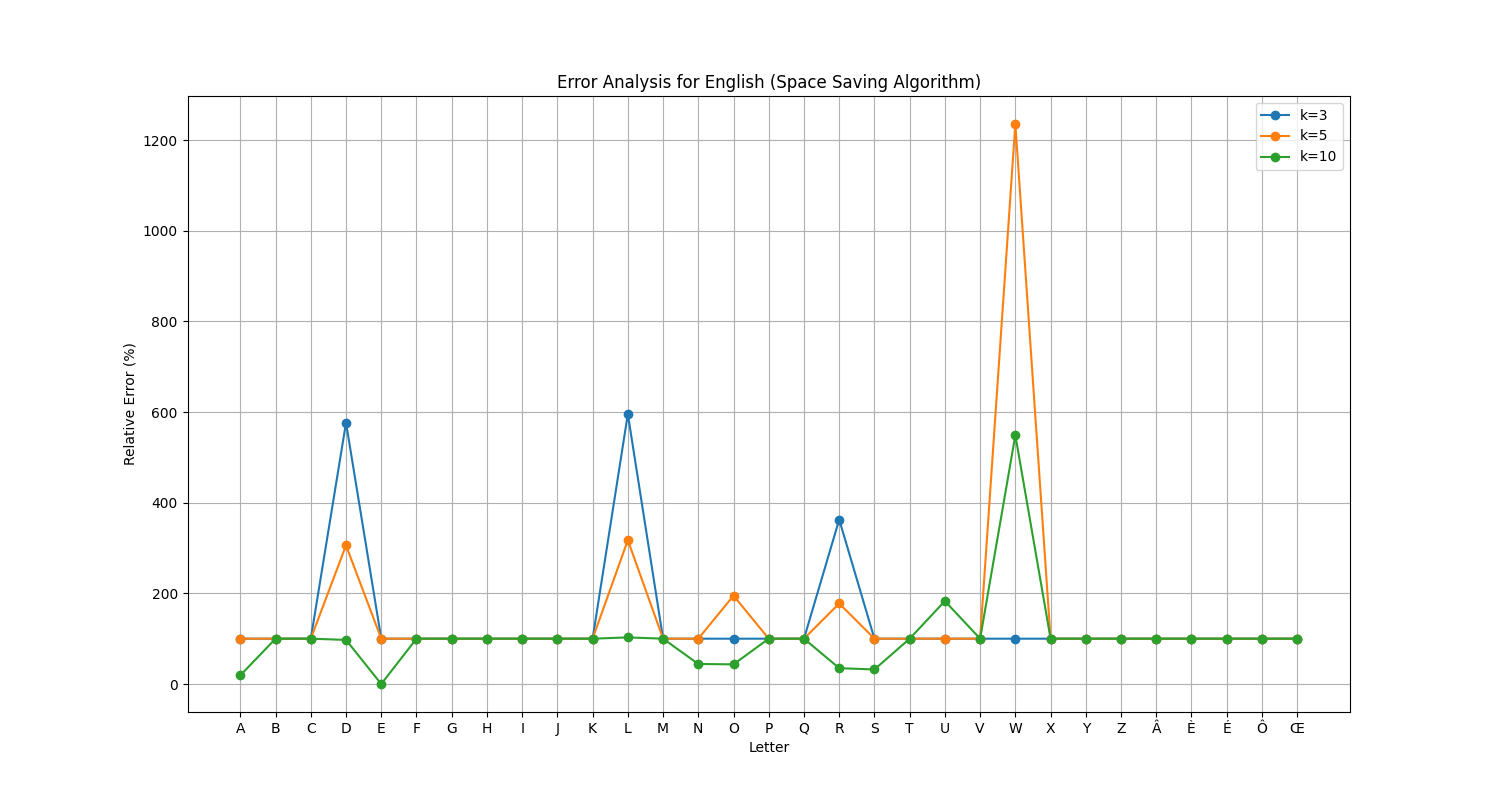 Error Analysis for English (Space Saving Algorithm)
k=3
k=5
k=10
Relative Error (%)
1200
1000
800
600
400
200
0
A B C D E F G H I J K L M N O P Q R S T U V W X Y Z Â È É Ô Œ
Letter